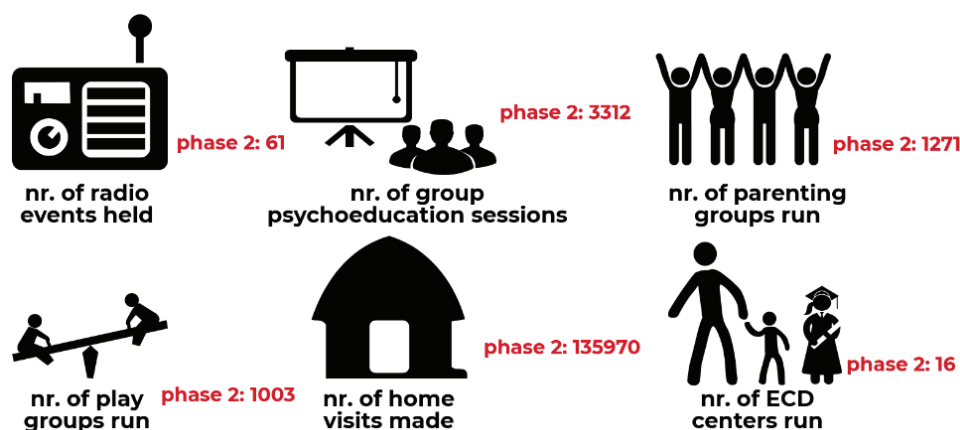 phase 2: 61
nr. of radio
events held
phase 2: 3312
nr. of group
psychoeducation sessions
phase 2: 1271
nr. of parenting
groups run
phase 2: 1003
nr. of play
groups run
phase 2: 135970
nr. of home
visits made
phase 2: 16
nr. of ECD
centers run